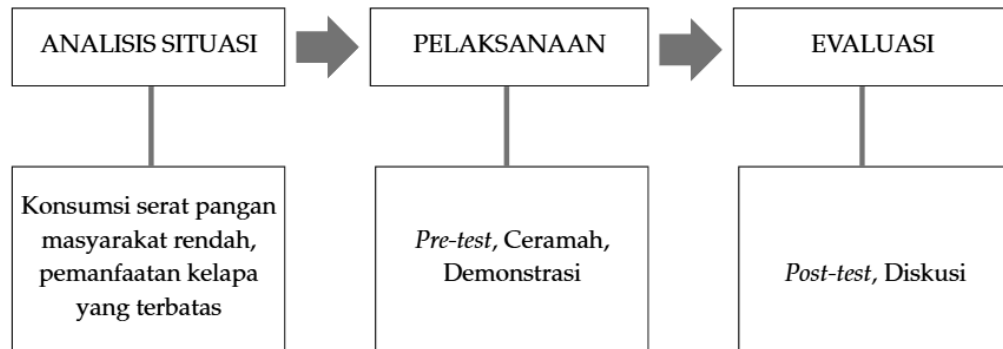 ANALISIS SITUASI
PELAKSANAAN
EVALUASI
Konsumsi serat pangan
masyarakat rendah,
pemanfaatan kelapa
yang terbatas
Pre-test, Ceramah,
Demonstrasi
Post-test, Diskusi